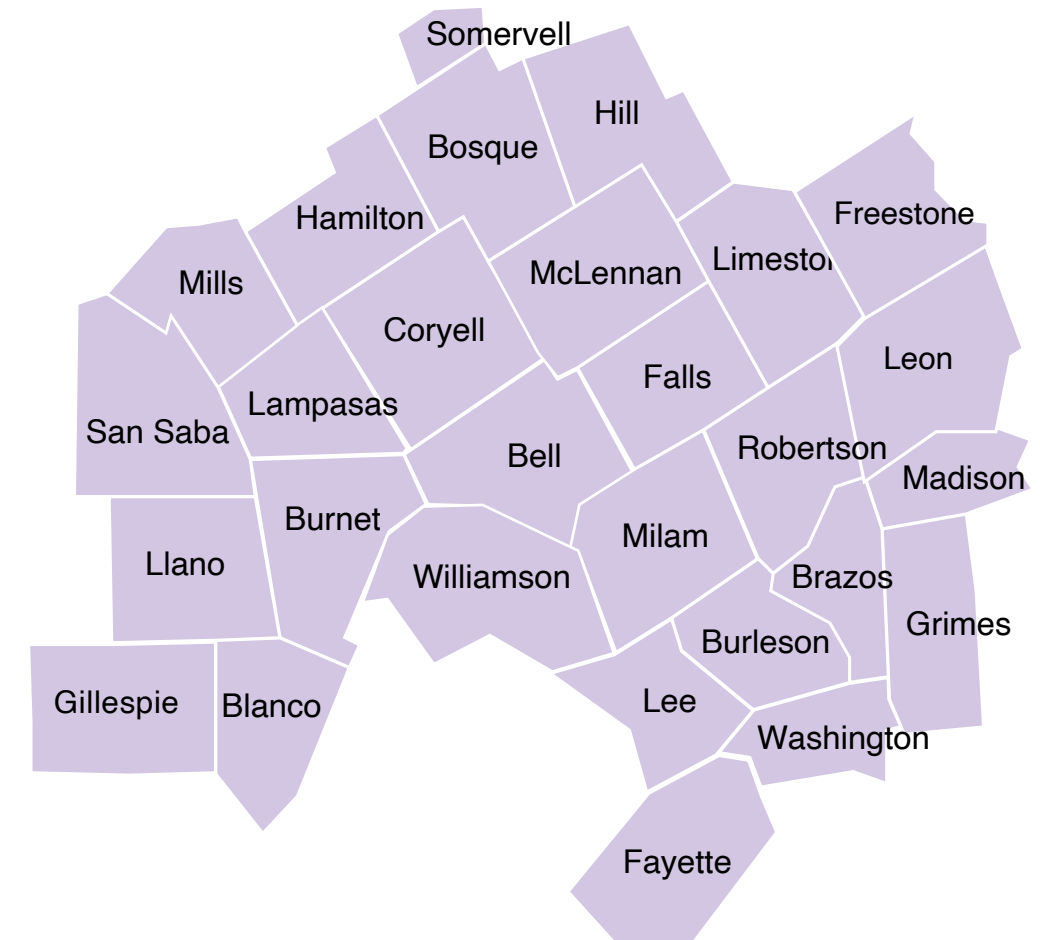 Somervell
Hill
Bosque
Freestone
Hamilton
Limestor
McLennan
Mills
Coryell
Leon
Falls
Lampasas
San Saba
Robertson
Bell
Madison
Burnet
Milam
Llano
Williamson
Brazos
Grimes
Burleson
Gillespie
Blanco
Lee
Washington
Fayette